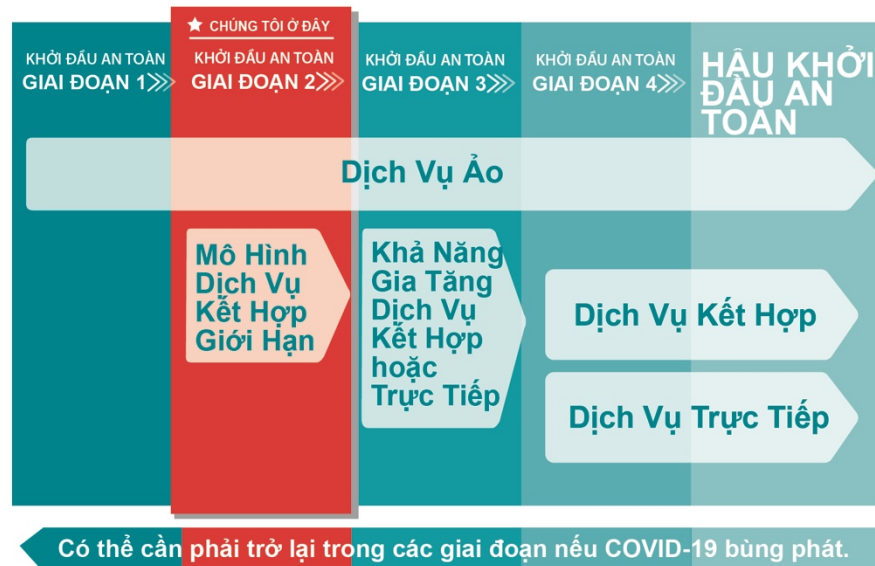 ★ CHÚNG TÔI Ở ĐÂY
KHỞI ĐẦU AN TOÀN
GIAI ĐOẠN 1
KHỞI ĐẦU AN TOÀN
GIAI ĐOẠN 2
KHỞI ĐẦU AN TOÀN
GIAI ĐOẠN 3
KHỞI ĐẦU AN TOÀN
GIAI ĐOẠN 4
HẬU KHỞI
ĐẦU AN
TOÀN
Dịch Vụ Ảo
Mô Hình
Dịch Vụ
Kết Hợp
Giới Hạn
Khả Năng
Gia Tăng
Dịch Vụ
Kết Hợp
hoặc
Trực Tiếp
Dịch Vụ Kết Hợp
Dịch Vụ Trực Tiếp
Có thể cần phải trở lại trong các giai đoạn nếu COVID-19 bùng phát.